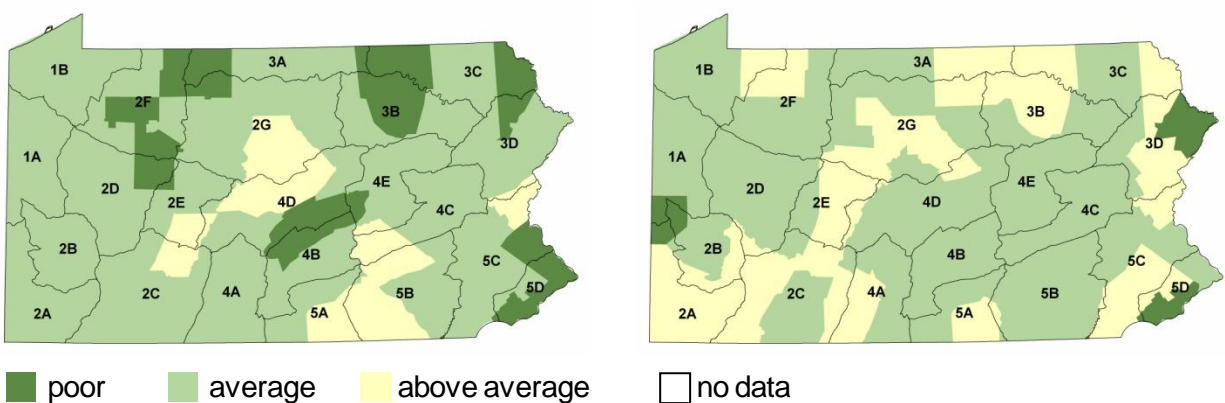 1B
2F
3A
3C
3B
2G
3D
1A
2D
2E
4D
4E
4C
2B
4B
5C
2C
4A
5B
5D
2A
5A
1B
2F
3A
3C
3B
2G
3D
1A
2D
2E
4D
4E
4C
2B
4B
5C
2C
4A
5B
5D
2A
5A
poor average above average no data